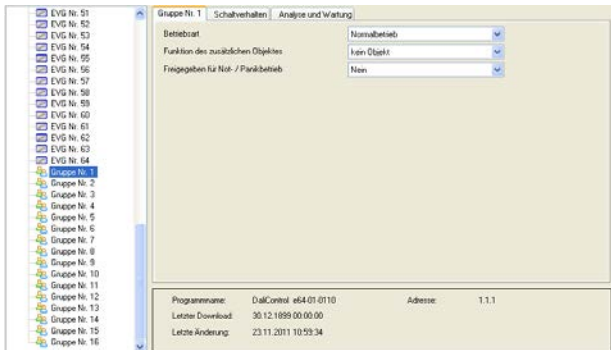 EVG Nr. 51
EVG Nr. 52
EVG Nr. 53
EVG Nr. 54
EVG Nr. 55
EVG Nr. 56
EVG Nr. 57
EVG Nr. 58
EVG Nr. 59
EVG Nr. 60
EVG Nr. 61
EVG Nr. 62
EVG Nr. 63
EVG Nr. 64
Gruppe Nr. 1
Gruppe Nr. 2
Gruppe Nr. 3
Gruppe Nr. 4
Gruppe Nr. 5
Gruppe Nr. 6
Gruppe Nr. 7
Gruppe Nr. 8
Gruppe Nr. 9
Gruppe Nr. 10
Gruppe Nr. 11
Gruppe Nr. 12
Gruppe Nr. 13
Gruppe Nr. 14
Gruppe Nr. 15
Gruppe Nr. 16
Gruppe Nr. 1 Schaltverhalten Analyse und Wartung
Betriebsart Normalbetrieb
Funktion des zusätzlichen Objektes kein Objekt
Freigegeben für Not- / Panikbetrieb Nein
Programmname: DaliControl e64-01-0110 Adresse: 1.1.1
Letzter Download: 30.12.1899 00:00:00
Letzte Änderung: 23.11.2011 10:59:34